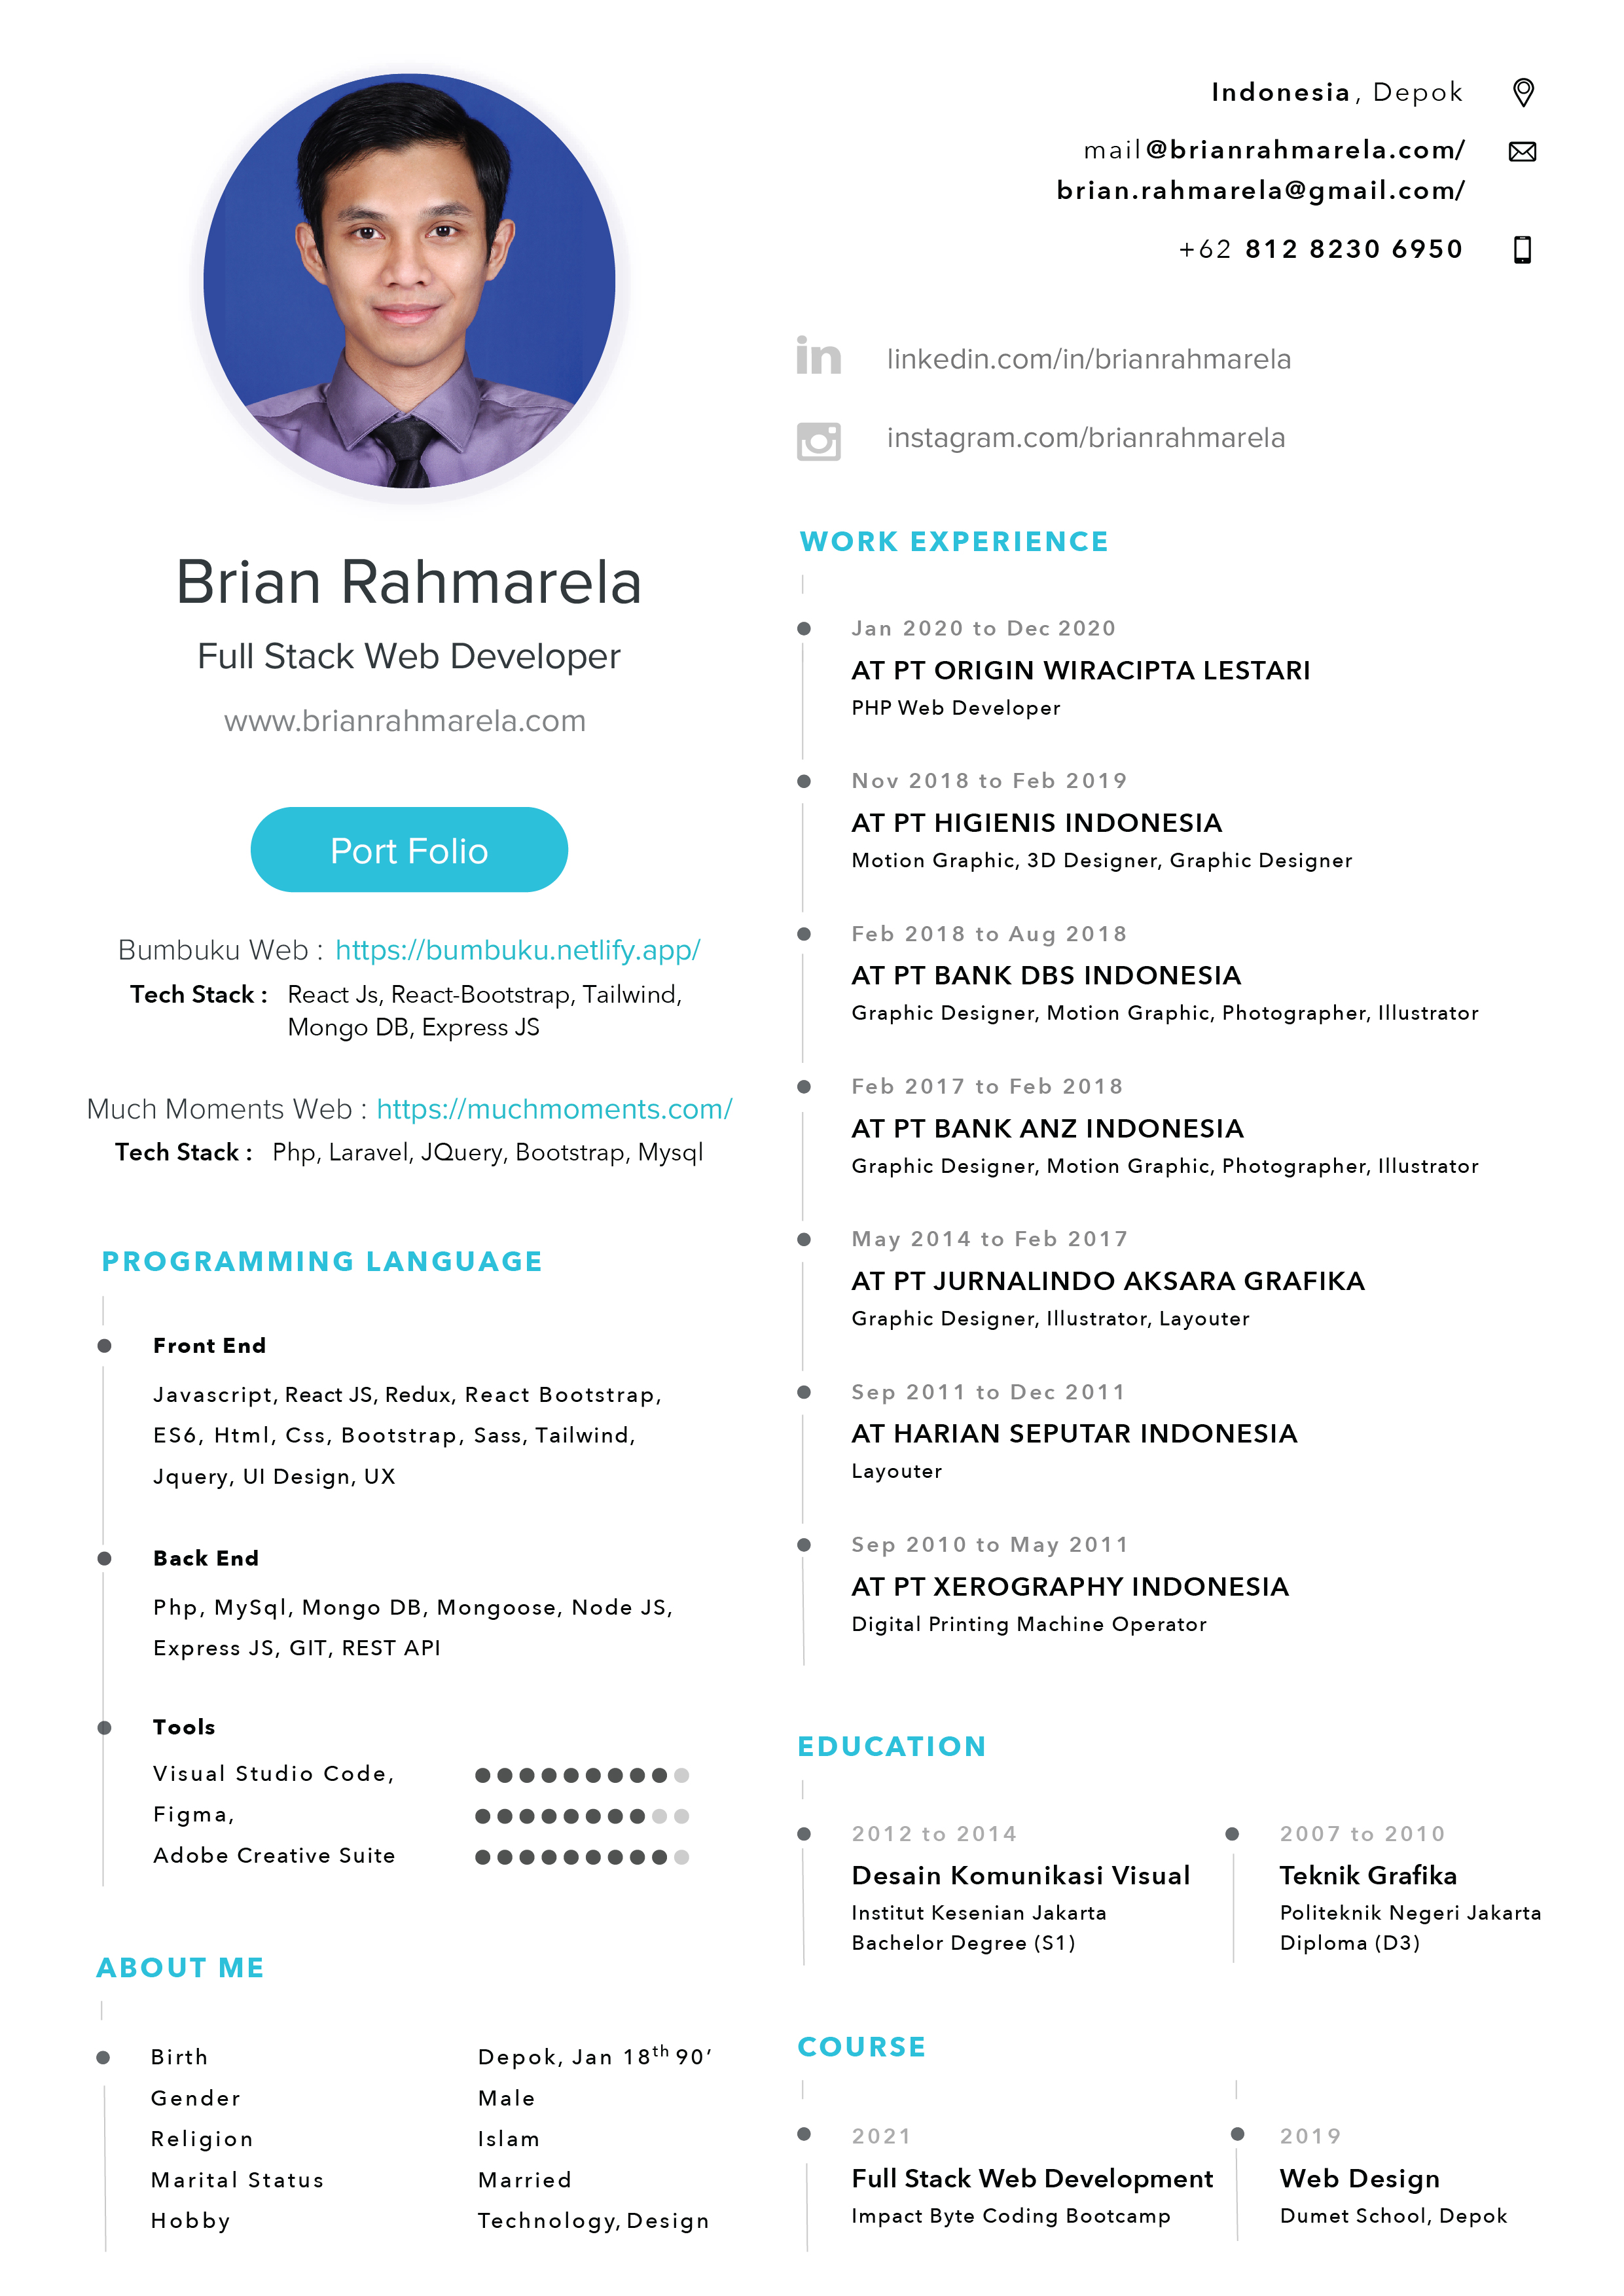 Brian Rahmarela
Full Stack Web Developer
www.brianrahmarela.com
Port Folio
Bumbuku Web : https://bumbuku.netlify.app/
Tech Stack : React Js, React-Bootstrap, Tailwind,
Mongo DB, Express JS
Much Moments Web : https://muchmoments.com/
Tech Stack : Php, Laravel, JQuery, Bootstrap, Mysql
PROGRAMMING LANGUAGE
Front End
Javascript, React JS, Redux, React Bootstrap,
ES6, Html, Css, Bootstrap, Sass, Tailwind,
Jquery, UI Design, UX
Back End
Php, MySql, Mongo DB, Mongoose, Node JS,
Express JS, GIT, REST API
Tools
Visual Studio Code,
Figma,
Adobe Creative Suite
ABOUT ME
Birth Depok, Jan 18th 90’
Gender Male
Religion Islam
Marital Status Married
Hobby Technology, Design
Indonesia, Depok
mail@brianrahmarela.com/
brian.rahmarela@gmail.com/
+62 812 8230 6950
in linkedin.com/in/brianrahmarela
instagram.com/brianrahmarela
WORK EXPERIENCE
Jan 2020 to Dec 2020
AT PT ORIGIN WIRACIPTA LESTARI
PHP Web Developer
Nov 2018 to Feb 2019
AT PT HIGIENIS INDONESIA
Motion Graphic, 3D Designer, Graphic Designer
Feb 2018 to Aug 2018
AT PT BANK DBS INDONESIA
Graphic Designer, Motion Graphic, Photographer, Illustrator
Feb 2017 to Feb 2018
AT PT BANK ANZ INDONESIA
Graphic Designer, Motion Graphic, Photographer, Illustrator
May 2014 to Feb 2017
AT PT JURNALINDO AKSARA GRAFIKA
Graphic Designer, Illustrator, Layouter
Sep 2011 to Dec 2011
AT HARIAN SEPUTAR INDONESIA
Layouter
Sep 2010 to May 2011
AT PT XEROGRAPHY INDONESIA
Digital Printing Machine Operator
EDUCATION
2012 to 2014
Desain Komunikasi Visual
Institut Kesenian Jakarta
Bachelor Degree (S1)
2007 to 2010
Teknik Grafika
Politeknik Negeri Jakarta
Diploma (D3)
COURSE
2021
Full Stack Web Development
Impact Byte Coding Bootcamp
2019
Web Design
Dumet School, Depok